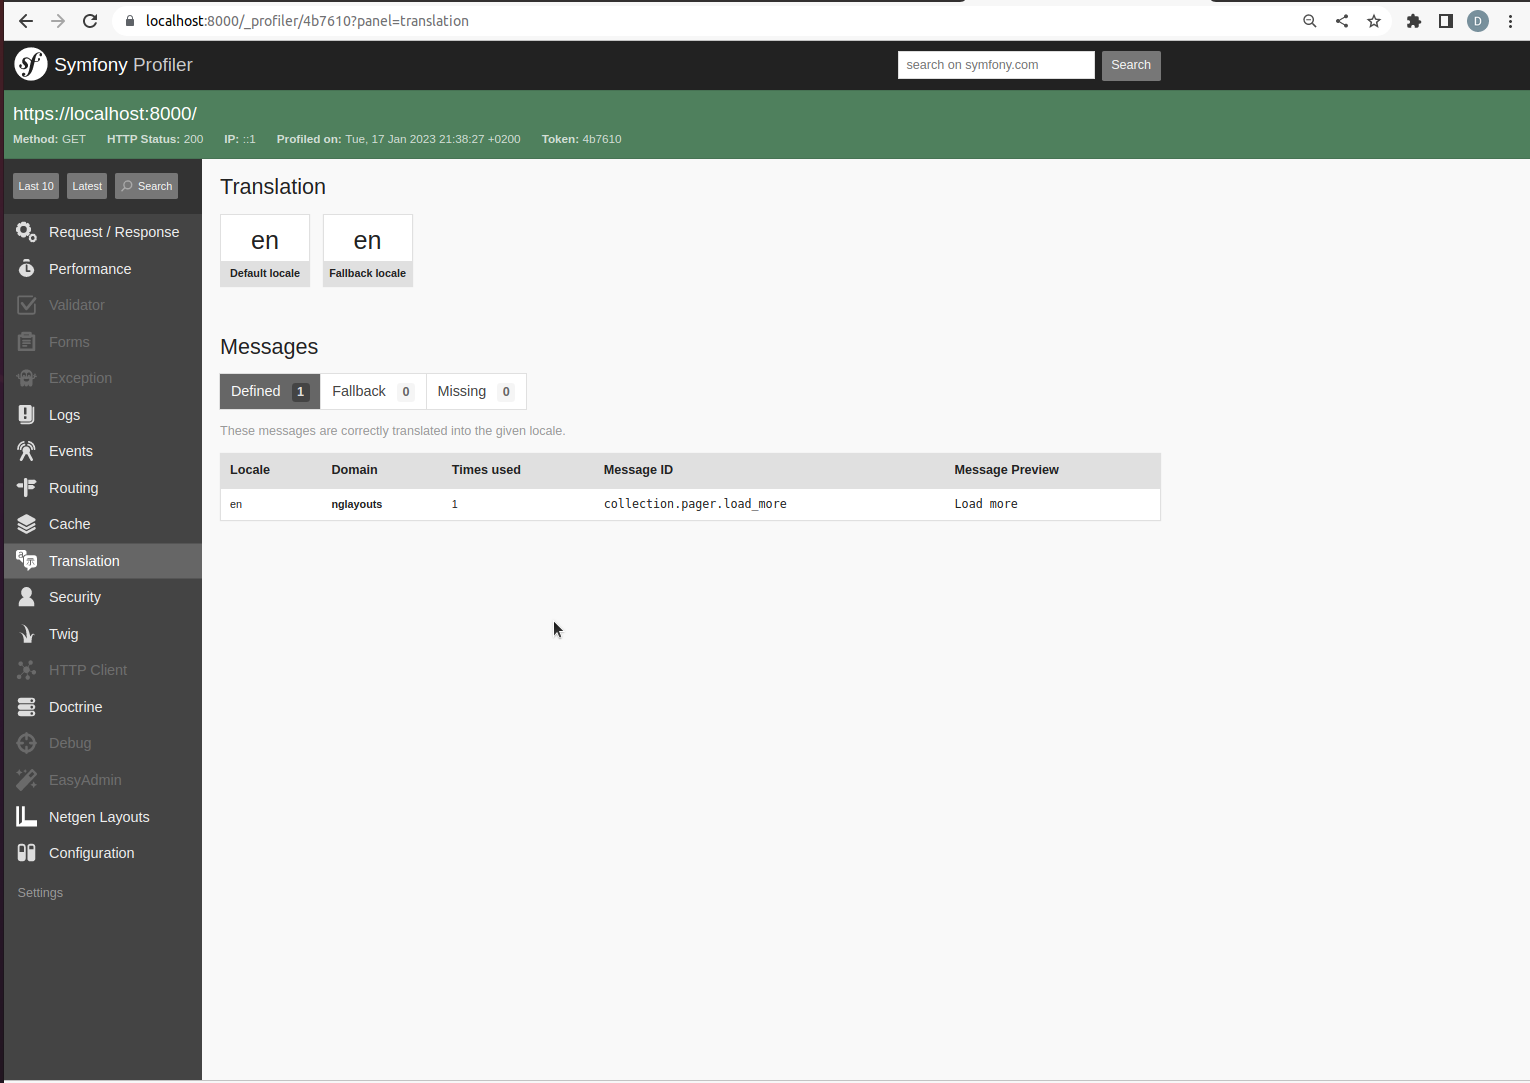 localhost:8000/_profiler/4b7610?panel=translation
D
sf Symfony Profiler
search on symfony.com
Search
https://localhost:8000/
Method: GET HTTP Status: 200 IP: ::1 Profiled on: Tue, 17 Jan 2023 21:38:27 +0200 Token: 4b7610
Last 10
Latest
Search
Request / Response
Performance
Validator
Forms
Exception
Logs
Events
Routing
Cache
Translation
Security
Twig
HTTP Client
Doctrine
Debug
EasyAdmin
Netgen Layouts
Configuration
Settings
Translation
en
Default locale
en
Fallback locale
Messages
Defined 1
Fallback 0
Missing 0
These messages are correctly translated into the given locale.
Locale Domain Times used Message ID Message Preview
en nglayouts 1 collection.pager.load_more Load more